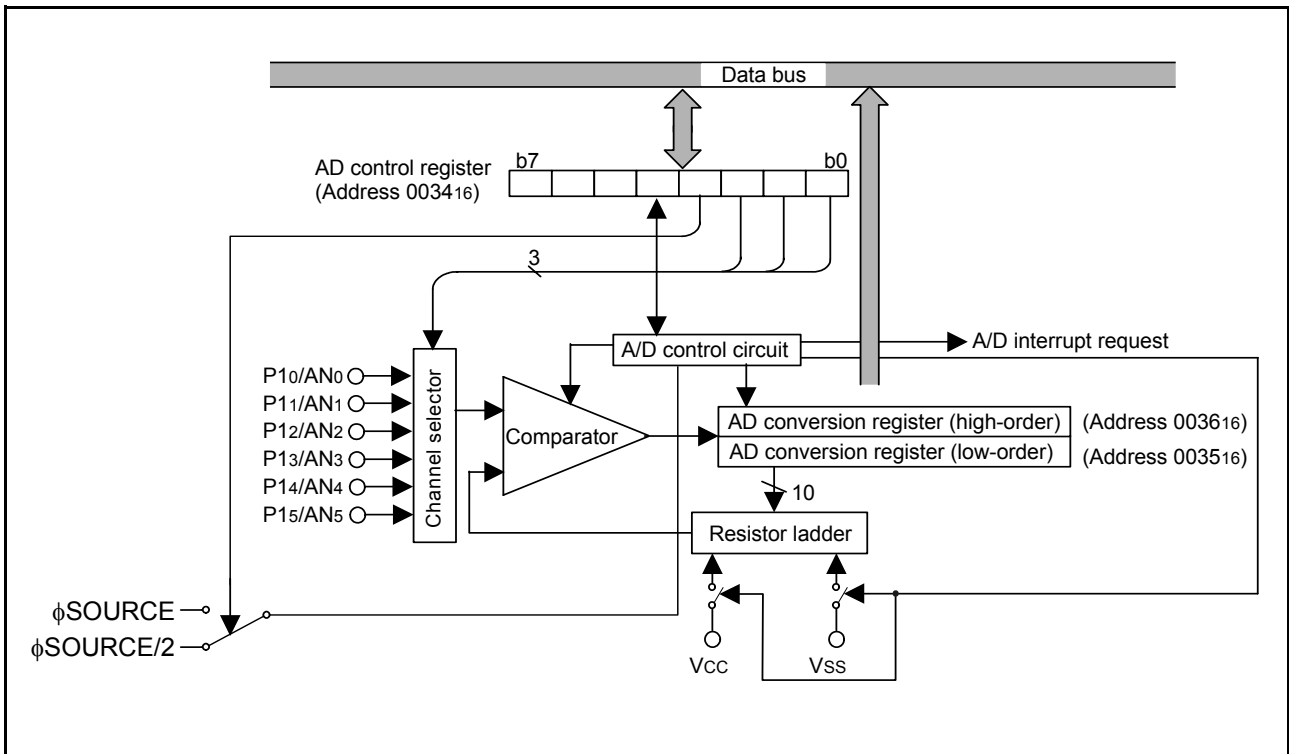 Data bus
b7
b0
AD control register
(Address 003416)
3
A/D control circuit
A/D interrupt request
P10/AN0
P11/AN1
P12/AN2
P13/AN3
P14/AN4
P15/AN5
Channel selector
Comparator
AD conversion register (high-order)
(Address 003616)
AD conversion register (low-order)
(Address 003516)
10
Resistor ladder
ϕSOURCE
ϕSOURCE/2
VCC
VSS